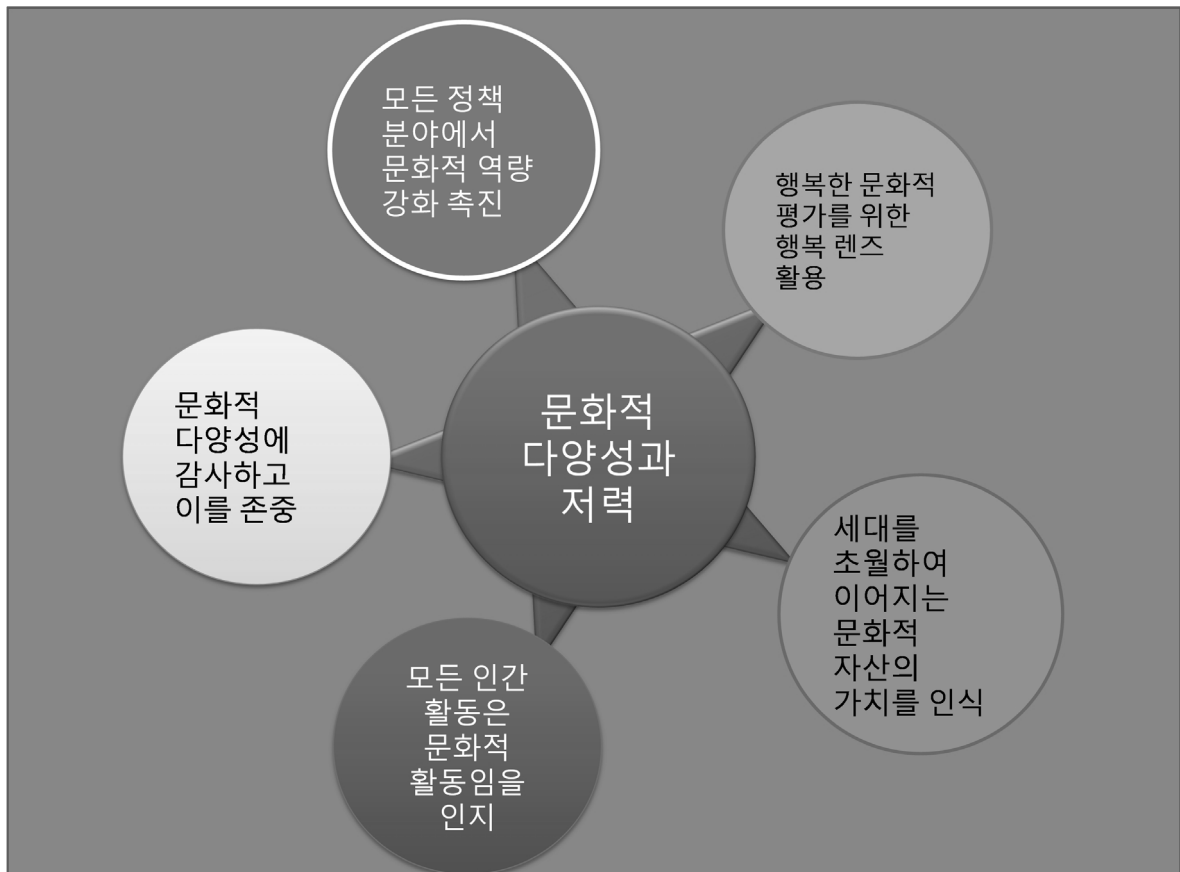 모든 정책
분야에서
문화적 역량
강화 촉진
행복한 문화적
평가를 위한
행복 렌즈
활용
문화적
다양성에
감사하고
이를 존중
문화적
다양성과
저력
세대를
초월하여
이어지는
문화적
자산의
가치를 인식
모든 인간
활동은
문화적
활동임을
인지